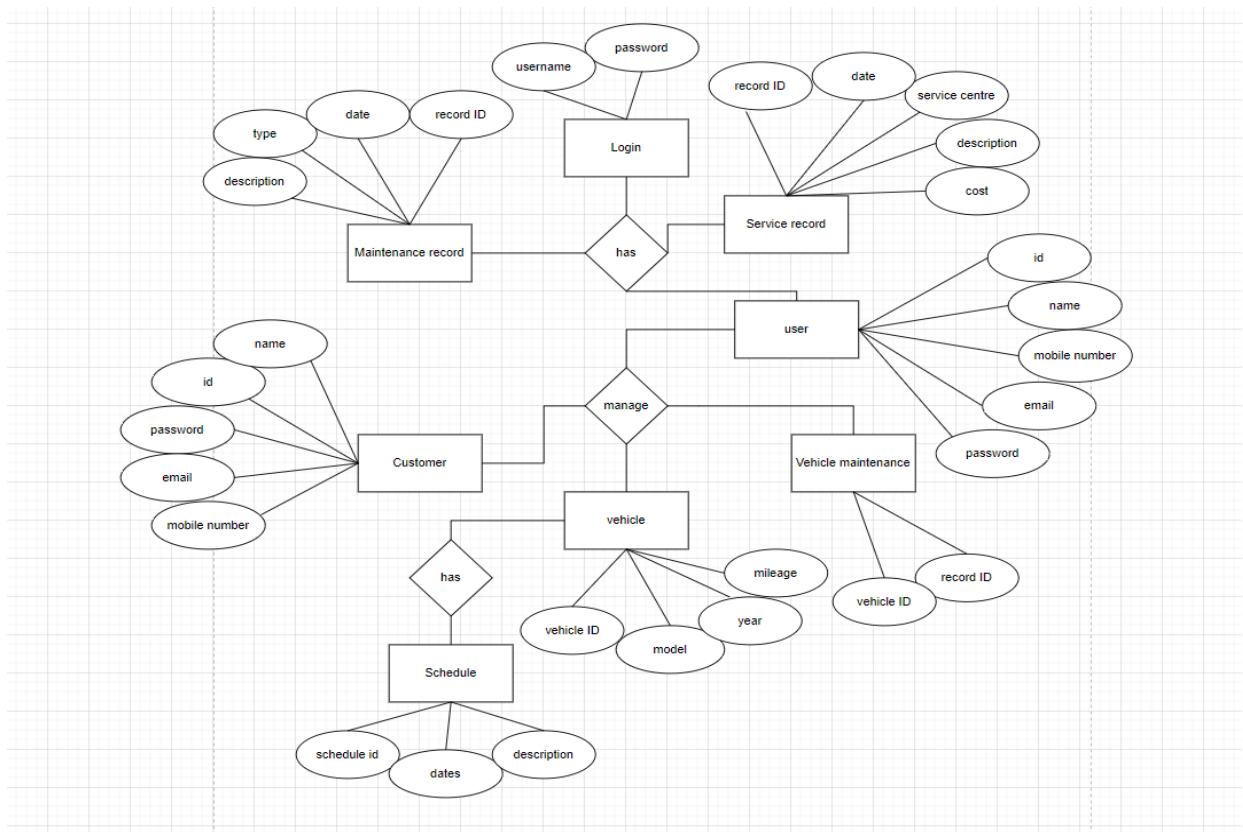 password
username
record ID
date
service centre
description
cost
type
date
record ID
description
Login
Maintenance record
has
Service record
id
name
mobile number
email
password
user
name
id
password
email
mobile number
manage
Customer
Vehicle maintenance
vehicle
has
mileage
year
vehicle ID
model
record ID
vehicle ID
Schedule
schedule id
dates
description